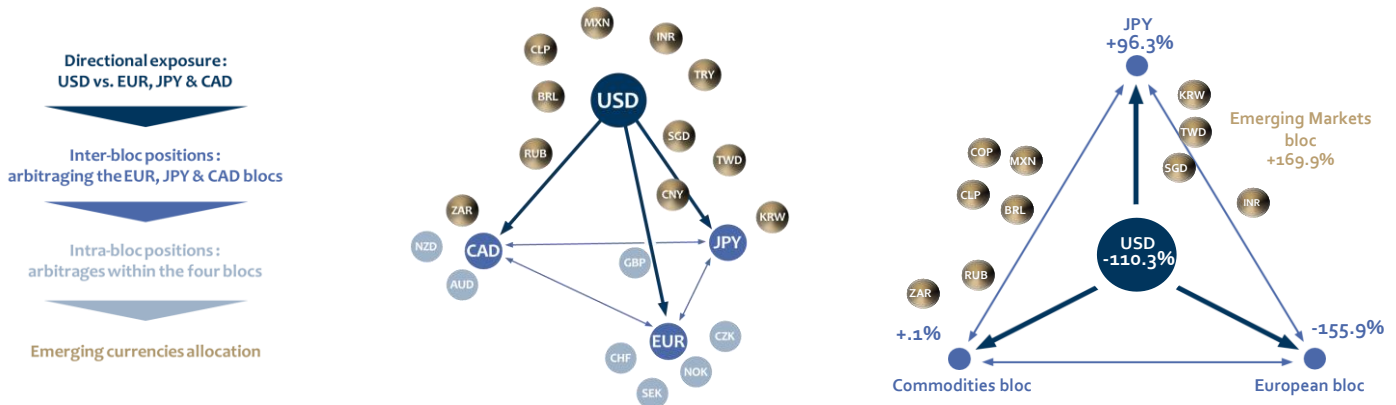 Directional exposure :
USD vs. EUR, JPY & CAD
Inter-bloc positions :
arbitraging the EUR, JPY & CAD blocs
Intra-bloc positions :
arbitrages within the four blocs
Emerging currencies allocation
MXN
INR
CLP
TRY
BRL
USD
SGD
RUB
TWD
CNY
ZAR
KRW
NZD
CAD
JPY
GBP
AUD
EUR
CZK
CHF
NOK
SEK
JPY
+96.3%
KRW
Emerging Markets
bloc
+169.9%
TWD
COP
MXN
SGD
CLP
BRL
INR
USD
-110.3%
RUB
ZAR
+.1%
-155.9%
Commodities bloc
European bloc